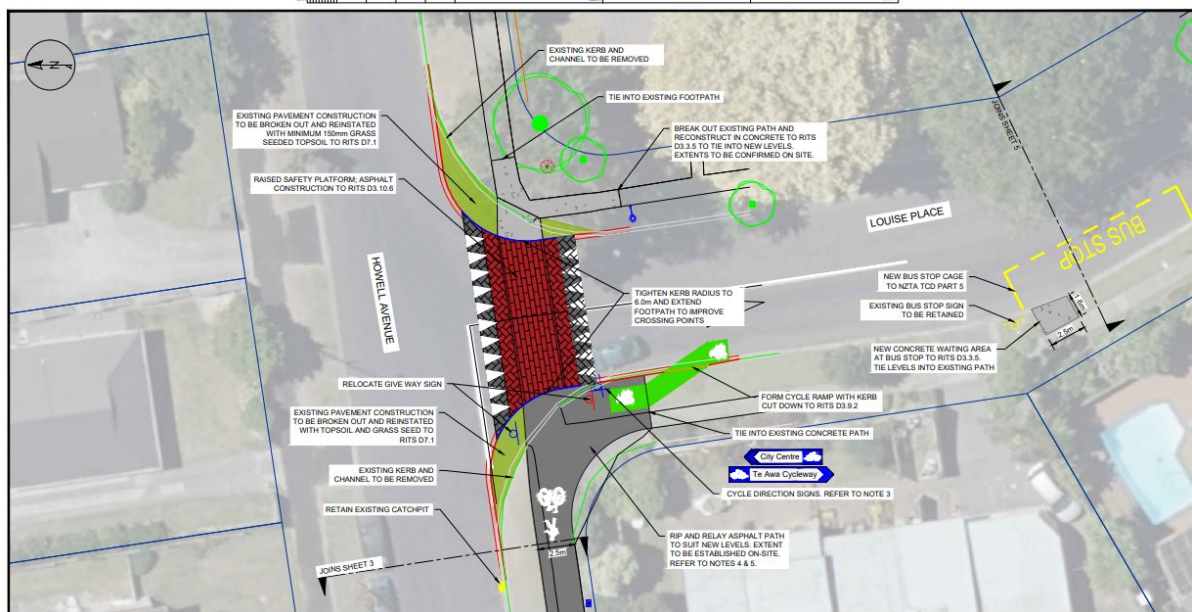 N
EXISTING KERB AND
CHANNEL TO BE REMOVED
TIE INTO EXISTING FOOTPATH
EXISTING PAVEMENT CONSTRUCTION
TO BE BROKEN OUT AND REINSTATED
WITH MINIMUM 150mm GRASS
SEEDED TOPSOIL TO RITS D7.1
BREAK OUT EXISTING PATH AND
RECONSTRUCT IN CONCRETE TO RITS
D3.3.5 TO TIE INTO NEW LEVELS.
EXTENTS TO BE CONFIRMED ON SITE.
RAISED SAFETY PLATFORM; ASPHALT
CONSTRUCTION TO RITS D3.10.6
JOINS SHEET 5
LOUISE PLACE
BUS STOP
HOWELL AVENUE
TIGHTEN KERB RADIUS TO
6.0m AND EXTEND
FOOTPATH TO IMPROVE
CROSSING POINTS
NEW BUS STOP CAGE
TO NZTA TCD PART 5
EXISTING BUS STOP SIGN
TO BE RETAINED
1.6m
2.5m
NEW CONCRETE WAITING AREA
AT BUS STOP TO RITS D3.3.5.
TIE LEVELS INTO EXISTING PATH
RELOCATE GIVE WAY SIGN
EXISTING PAVEMENT CONSTRUCTION
TO BE BROKEN OUT AND REINSTATED
WITH TOPSOIL AND GRASS SEED TO
RITS D7.1
FORM CYCLE RAMP WITH KERB
CUT DOWN TO RITS D3.9.2
TIE INTO EXISTING CONCRETE PATH
City Centre
Te Awa Cycleway
EXISTING KERB AND
CHANNEL TO BE REMOVED
CYCLE DIRECTION SIGNS. REFER TO NOTE 3
RETAIN EXISTING CATCHPIT
RIP AND RELAY ASPHALT PATH
TO SUIT NEW LEVELS. EXTENT
TO BE ESTABLISHED ON-SITE.
REFER TO NOTES 4 & 5.
2.5m
JOINS SHEET 3